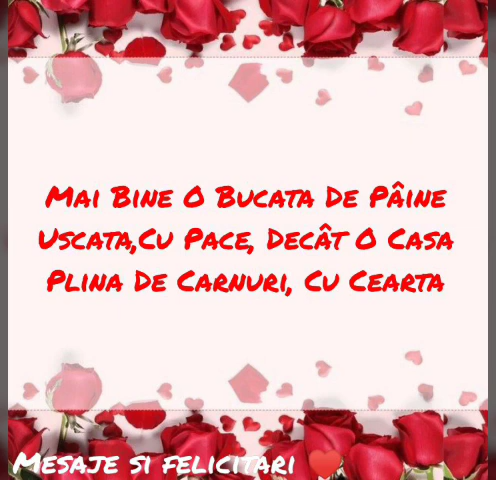 Mai Bine O Bucata De Pâine
Uscata,Cu Pace, Decât O Casa
Plina De Carnuri, Cu Cearta
Mesaje si felicitari ❤️